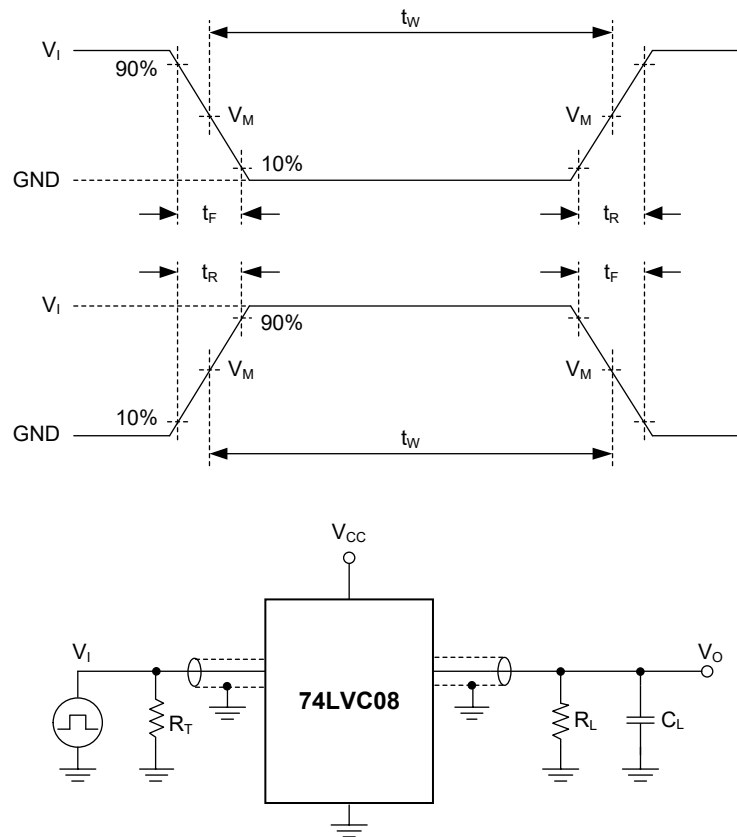 t_W
V_I
90%
V_M
V_M
10%
GND
t_F
t_R
t_R
t_F
V_I
90%
V_M
V_M
10%
GND
t_W
V_CC
V_I
V_O
74LVC08
R_T
R_L
C_L